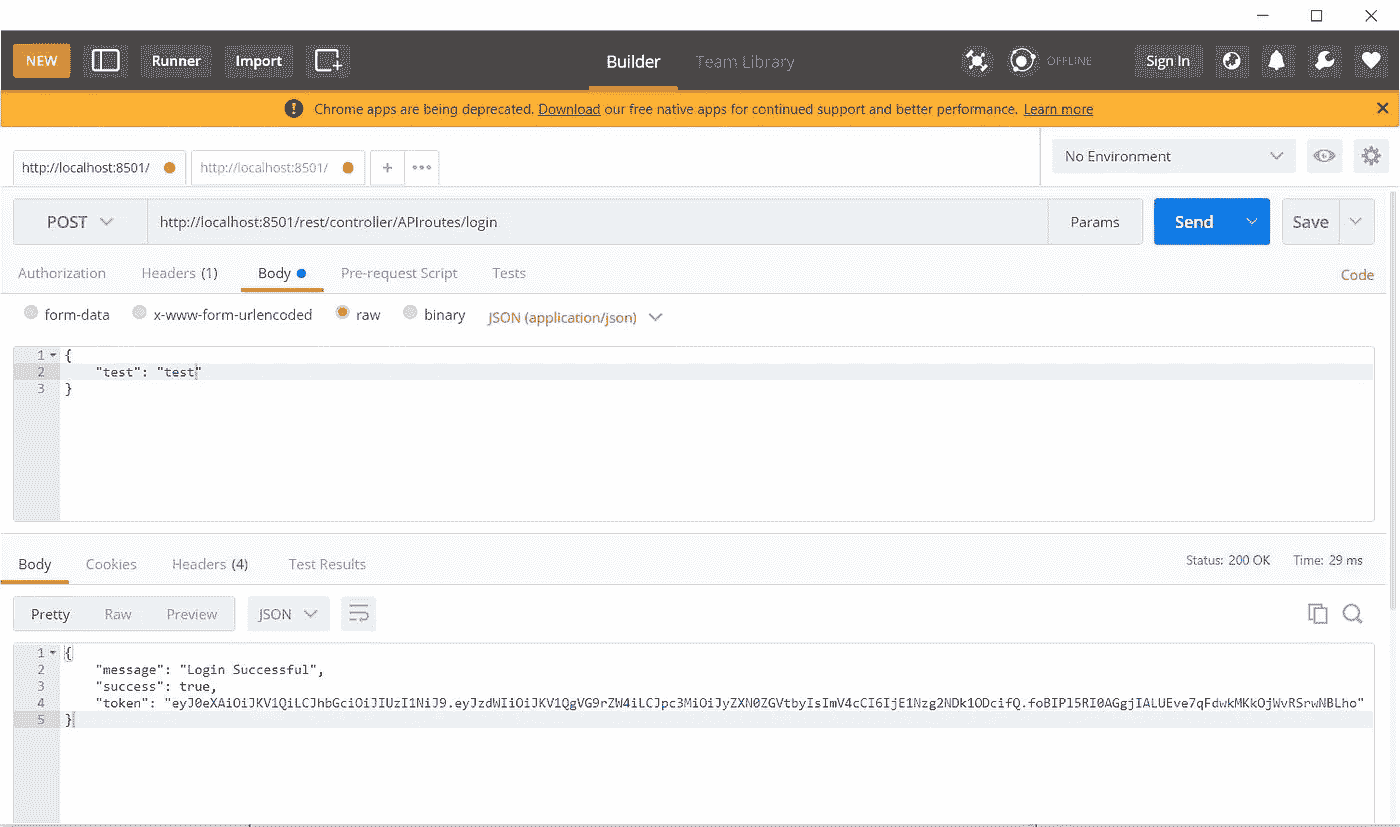 NEW Runner Import Builder Team Library OFFLINE Sign In
Chrome apps are being deprecated. Download our free native apps for continued support and better performance. Learn more
http://localhost:8501/ http://localhost:8501/ + No Environment
POST http://localhost:8501/rest/controller/APIroutes/login Params Send Save
Authorization Headers (1) Body Pre-request Script Tests Code
form-data x-www-form-urlencoded raw binary JSON (application/json)
1 {
2 "test": "test"
3 }
Body Cookies Headers (4) Test Results Status: 200 OK Time: 29 ms
Pretty Raw Preview JSON
1 {
2 "message": "Login Successful",
3 "success": true,
4 "token": "eyJ0eXAiOiJKV1QiLCJhbGciOiJIUzI1NiJ9.eyJzdWIiOiJKV1QgVG9rZW4iLCJpc3MiOiJyZXN0ZGVtbyIsImV4cCI6IjE1Nzg2NDk1ODcifQ.foBIPl5RI0AGgjIALUEve7qFdwkMKkOjWvRSrwNBLho"
5 }